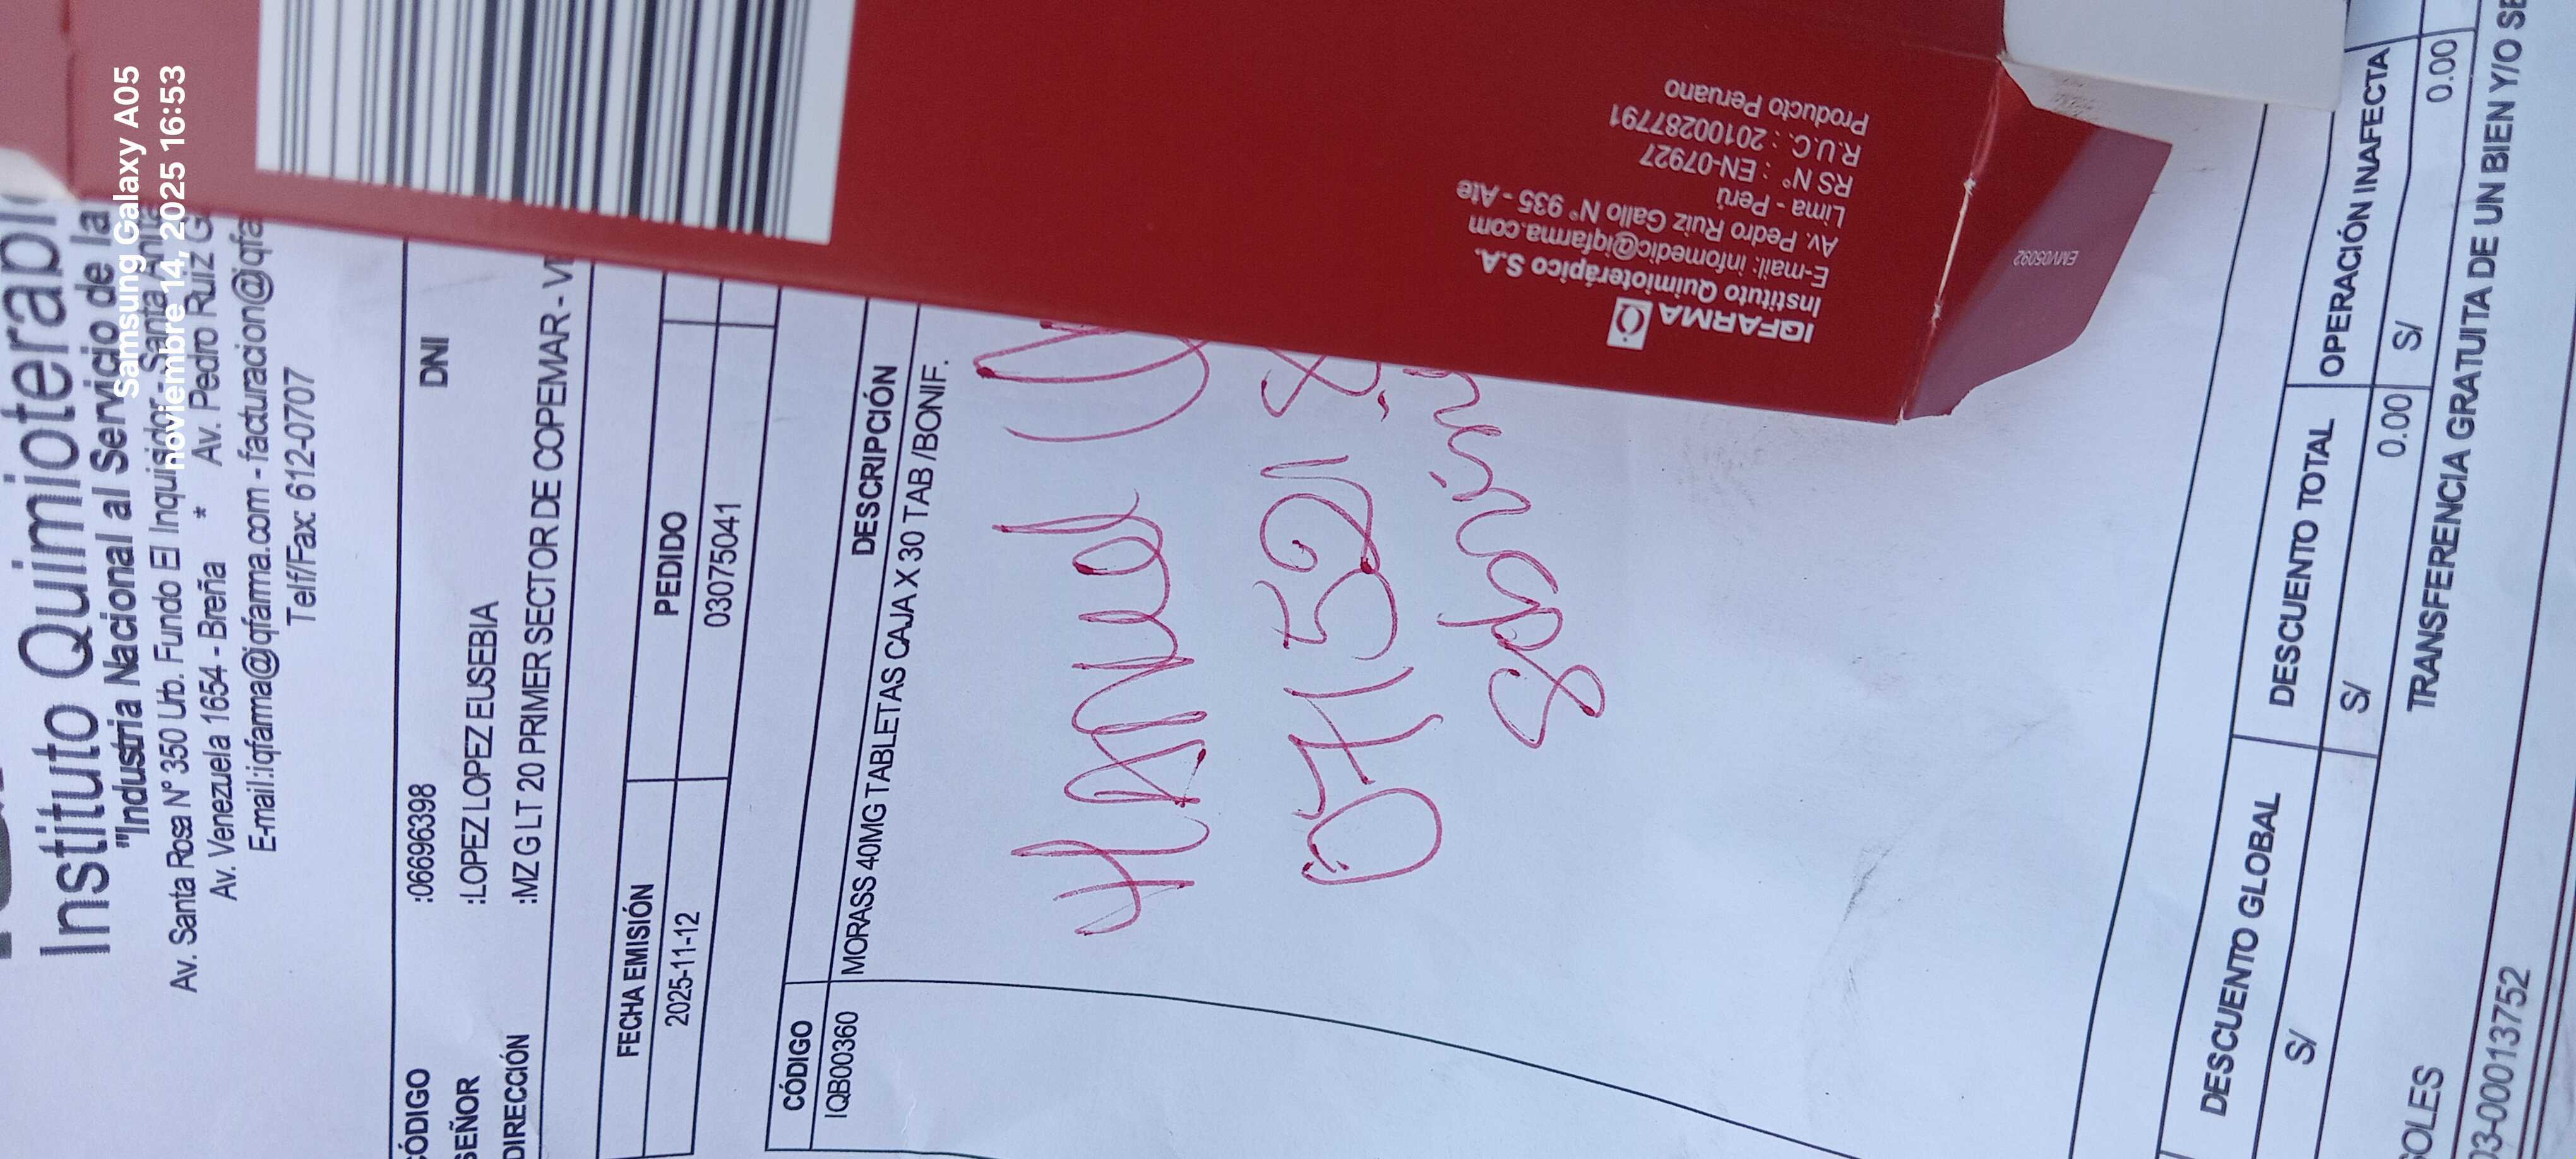 Instituto Quimioterapic
"Industria Nacional al Servicio de la
Av. Santa Rosa N° 350 Urb. Fundo El Inquisidor - Santa Anita
Av. Venezuela 1654 - Breña * Av. Pedro Ruiz G
E-mail:iqfarma@iqfarma.com - facturacion@iqfa
Telf/Fax: 612-0707
Samsung Galaxy A05
noviembre 14, 2025 16:53
CÓDIGO :06696398 DNI
SEÑOR :LOPEZ LOPEZ EUSEBIA
DIRECCIÓN :MZ G LT 20 PRIMER SECTOR DE COPEMAR - V
FECHA EMISIÓN PEDIDO
2025-11-12 03075041
CÓDIGO DESCRIPCIÓN
IQB00360 MORASS 40MG TABLETAS CAJA X 30 TAB /BONIF.
DESCUENTO GLOBAL DESCUENTO TOTAL OPERACIÓN INAFECTA
S/ S/ 0.00 S/ 0.00
TRANSFERENCIA GRATUITA DE UN BIEN Y/O SE
SOLES
03-00013752
IQFARMA
Instituto Quimioterápico S.A.
E-mail: infomedic@iqfarma.com
Av. Pedro Ruiz Gallo N° 935 - Ate
Lima - Perú
RS N° : EN-07927
R.U.C. : 20100287791
Producto Peruano
EMV05092